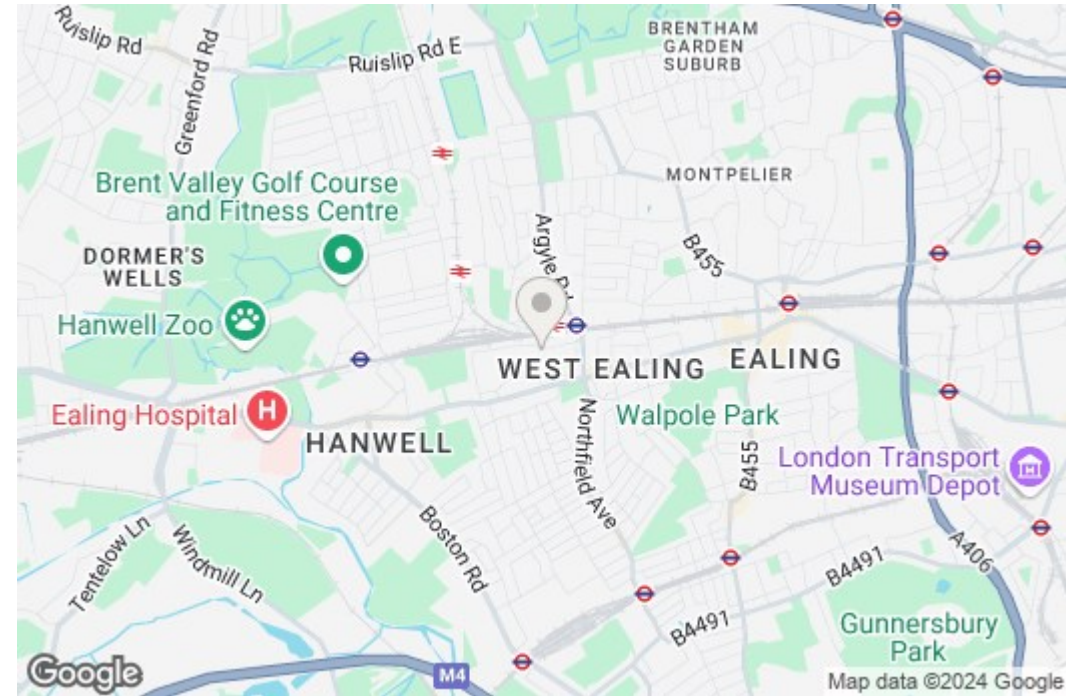 Ruislip Rd
Greenford Rd
Ruislip Rd E
BRENTHAM
GARDEN
SUBURB
MONTPELIER
Brent Valley Golf Course
and Fitness Centre
Argyle Rd
B455
DORMER'S
WELLS
Hanwell Zoo
WEST EALING
EALING
Ealing Hospital
H
HANWELL
Walpole Park
Northfield Ave
B455
London Transport
Museum Depot
Boston Rd
Tentelow Ln
Windmill Ln
B4491
A406
B4491
Gunnersbury
Park
M4
Google
Map data ©2024 Google